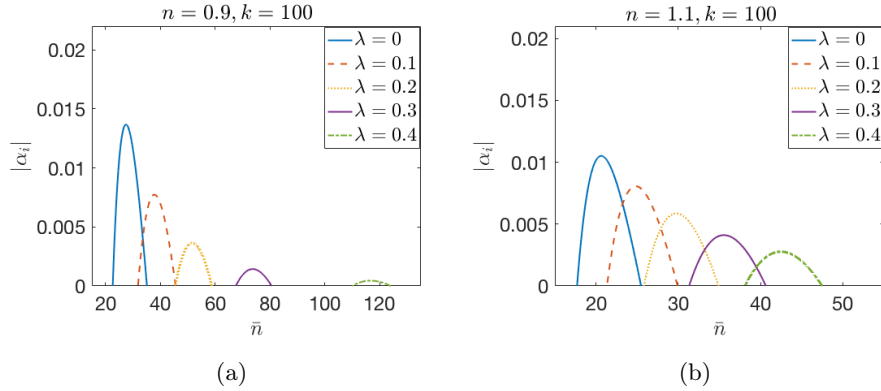 n = 0.9, k = 100
|α_i|
0.02
0.015
0.01
0.005
0
20 40 60 80 100 120
n̄
λ = 0
λ = 0.1
λ = 0.2
λ = 0.3
λ = 0.4
(a)
n = 1.1, k = 100
|α_i|
0.02
0.015
0.01
0.005
0
20 30 40 50
n̄
λ = 0
λ = 0.1
λ = 0.2
λ = 0.3
λ = 0.4
(b)